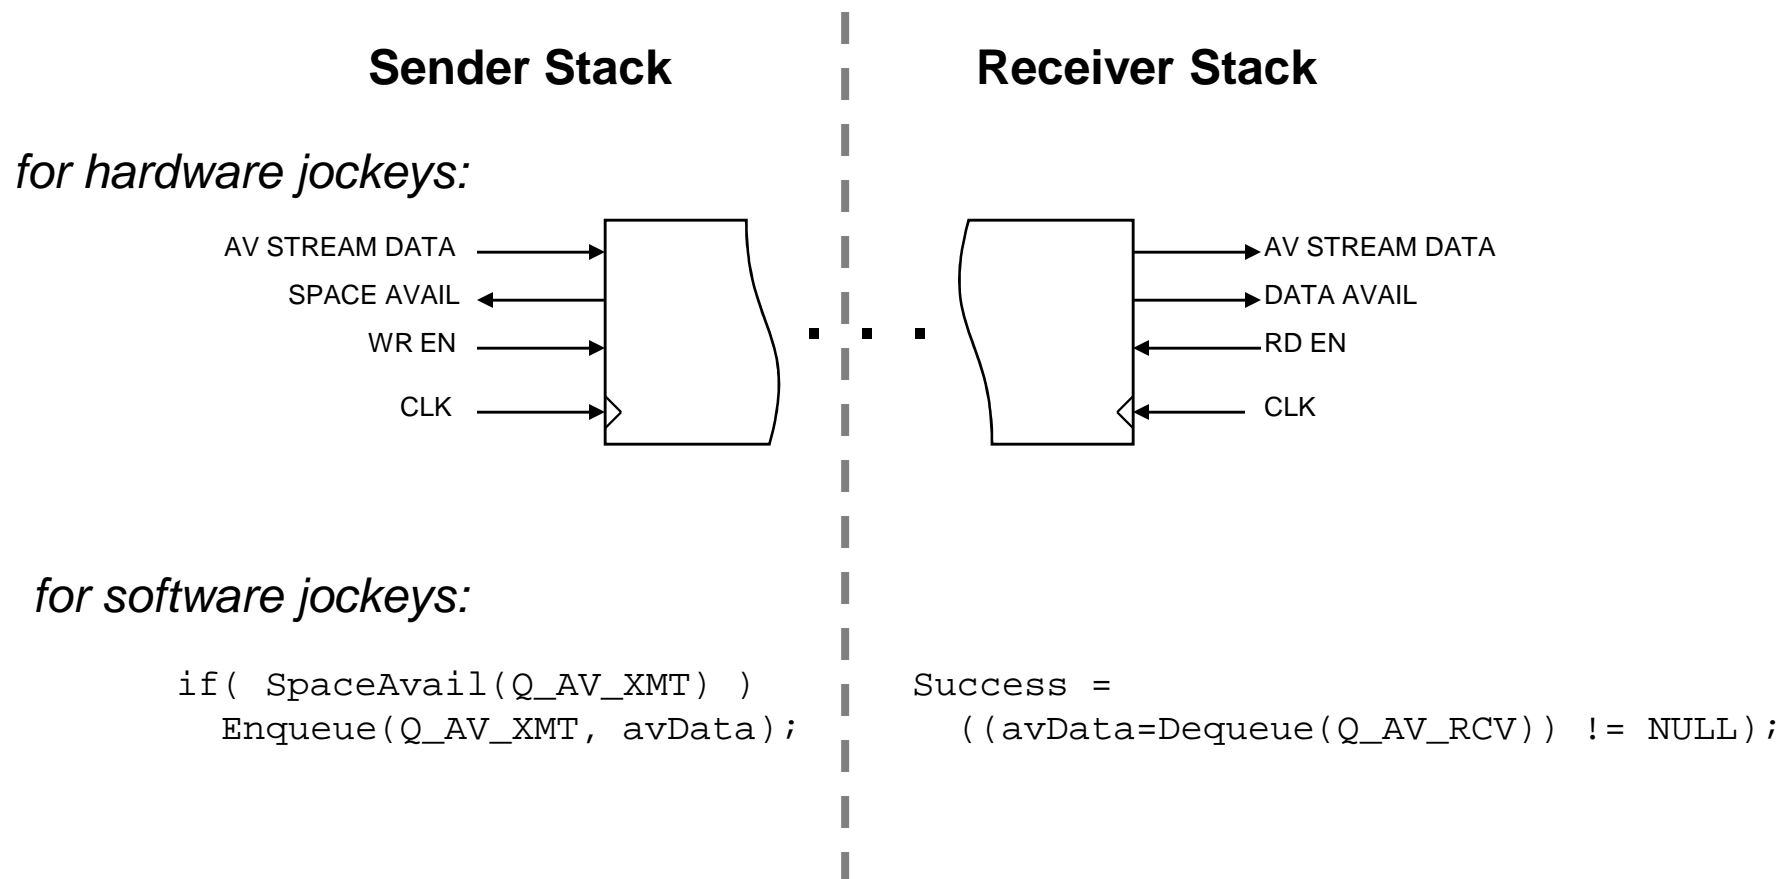 Sender Stack
Receiver Stack
for hardware jockeys:
AV STREAM DATA
SPACE AVAIL
WR EN
CLK
AV STREAM DATA
DATA AVAIL
RD EN
CLK
for software jockeys:
if( SpaceAvail(Q_AV_XMT) )
Enqueue(Q_AV_XMT, avData);
Success =
((avData=Dequeue(Q_AV_RCV)) != NULL);